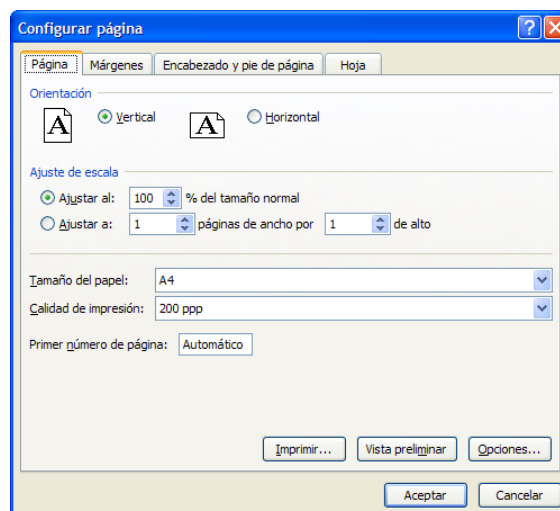 Configurar página
Página Márgenes Encabezado y pie de página Hoja
Orientación
A Vertical A Horizontal
Ajuste de escala
Ajustar al: 100 % del tamaño normal
Ajustar a: 1 páginas de ancho por 1 de alto
Tamaño del papel: A4
Calidad de impresión: 200 ppp
Primer número de página: Automático
Imprimir... Vista preliminar Opciones...
Aceptar Cancelar